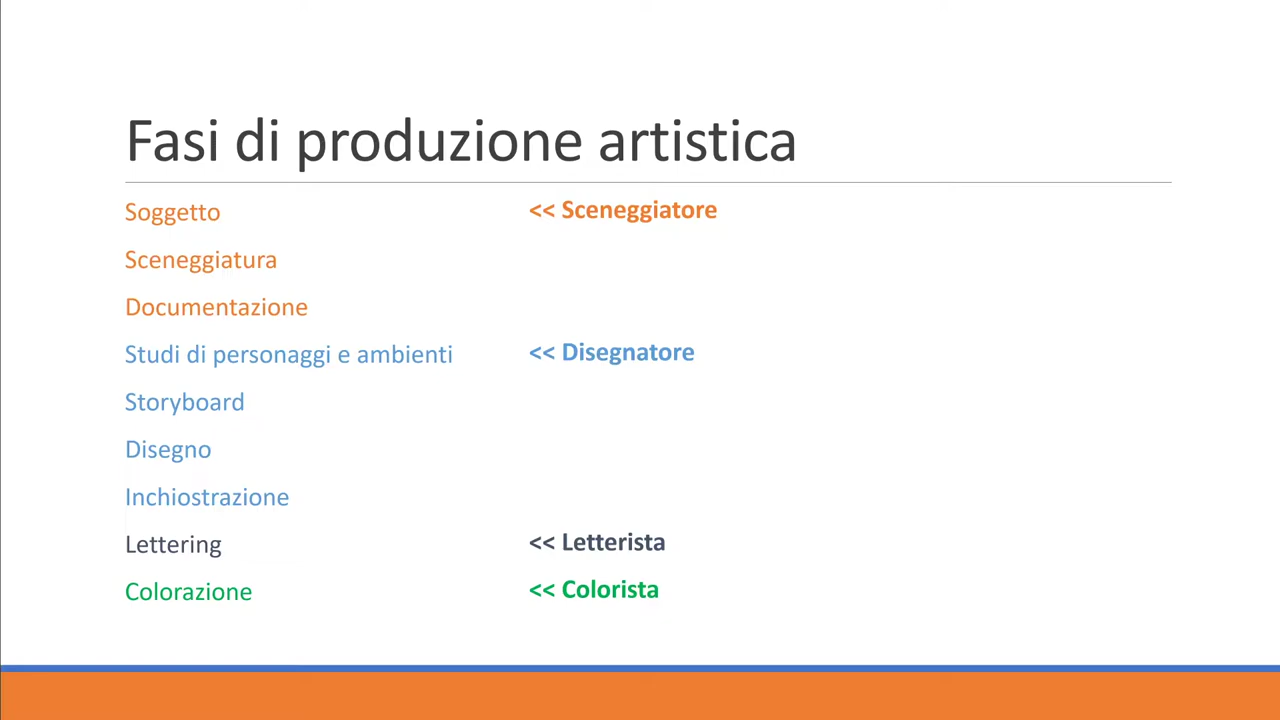 Fasi di produzione artistica
Soggetto << Sceneggiatore
Sceneggiatura
Documentazione
Studi di personaggi e ambienti << Disegnatore
Storyboard
Disegno
Inchiostrazione
Lettering << Letterista
Colorazione << Colorista